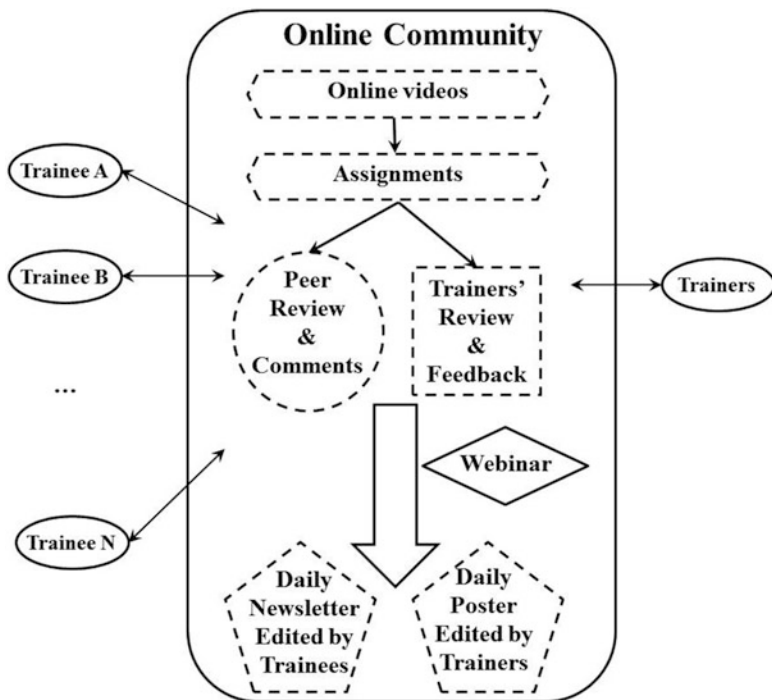 Online Community
Online videos
Assignments
Trainee A
Trainee B
...
Trainee N
Peer
Review
&
Comments
Trainers’
Review
&
Feedback
Trainers
Webinar
Daily
Newsletter
Edited by
Trainees
Daily
Poster
Edited by
Trainers